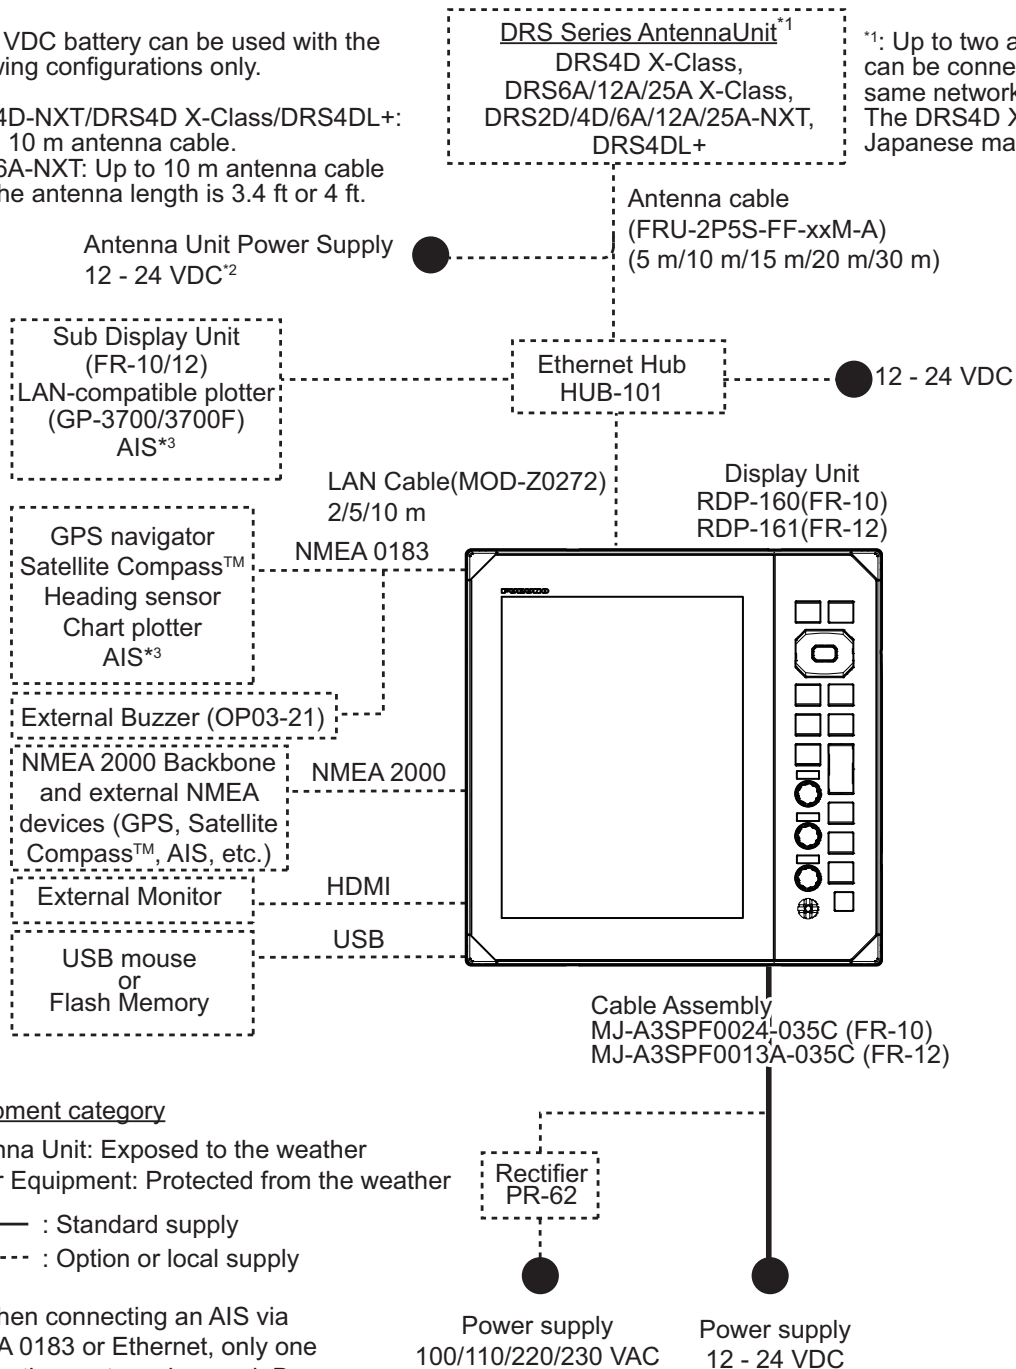 VDC battery can be used with the
wing configurations only.
4D-NXT/DRS4D X-Class/DRS4DL+:
10 m antenna cable.
6A-NXT: Up to 10 m antenna cable
he antenna length is 3.4 ft or 4 ft.
DRS Series AntennaUnit*1
DRS4D X-Class,
DRS6A/12A/25A X-Class,
DRS2D/4D/6A/12A/25A-NXT,
DRS4DL+
*1: Up to two a
can be conne
same network
The DRS4D X
Japanese ma
Antenna cable
(FRU-2P5S-FF-xxM-A)
(5 m/10 m/15 m/20 m/30 m)
Antenna Unit Power Supply
12 - 24 VDC*2
Sub Display Unit
(FR-10/12)
LAN-compatible plotter
(GP-3700/3700F)
AIS*3
Ethernet Hub
HUB-101
12 - 24 VDC
LAN Cable(MOD-Z0272)
2/5/10 m
Display Unit
RDP-160(FR-10)
RDP-161(FR-12)
GPS navigator
Satellite Compass™
Heading sensor
Chart plotter
AIS*3
NMEA 0183
FURUNO
External Buzzer (OP03-21)
NMEA 2000 Backbone
and external NMEA
devices (GPS, Satellite
Compass™, AIS, etc.)
NMEA 2000
External Monitor
HDMI
USB mouse
or
Flash Memory
USB
Cable Assembly
MJ-A3SPF0024-035C (FR-10)
MJ-A3SPF0013A-035C (FR-12)
pment category
nna Unit: Exposed to the weather
r Equipment: Protected from the weather
: Standard supply
: Option or local supply
Rectifier
PR-62
hen connecting an AIS via
A 0183 or Ethernet, only one
Power supply
100/110/220/230 VAC
Power supply
12 - 24 VDC